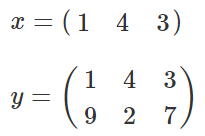 x = ( 1 4 3 )
y = ( 1 4 3
9 2 7 )